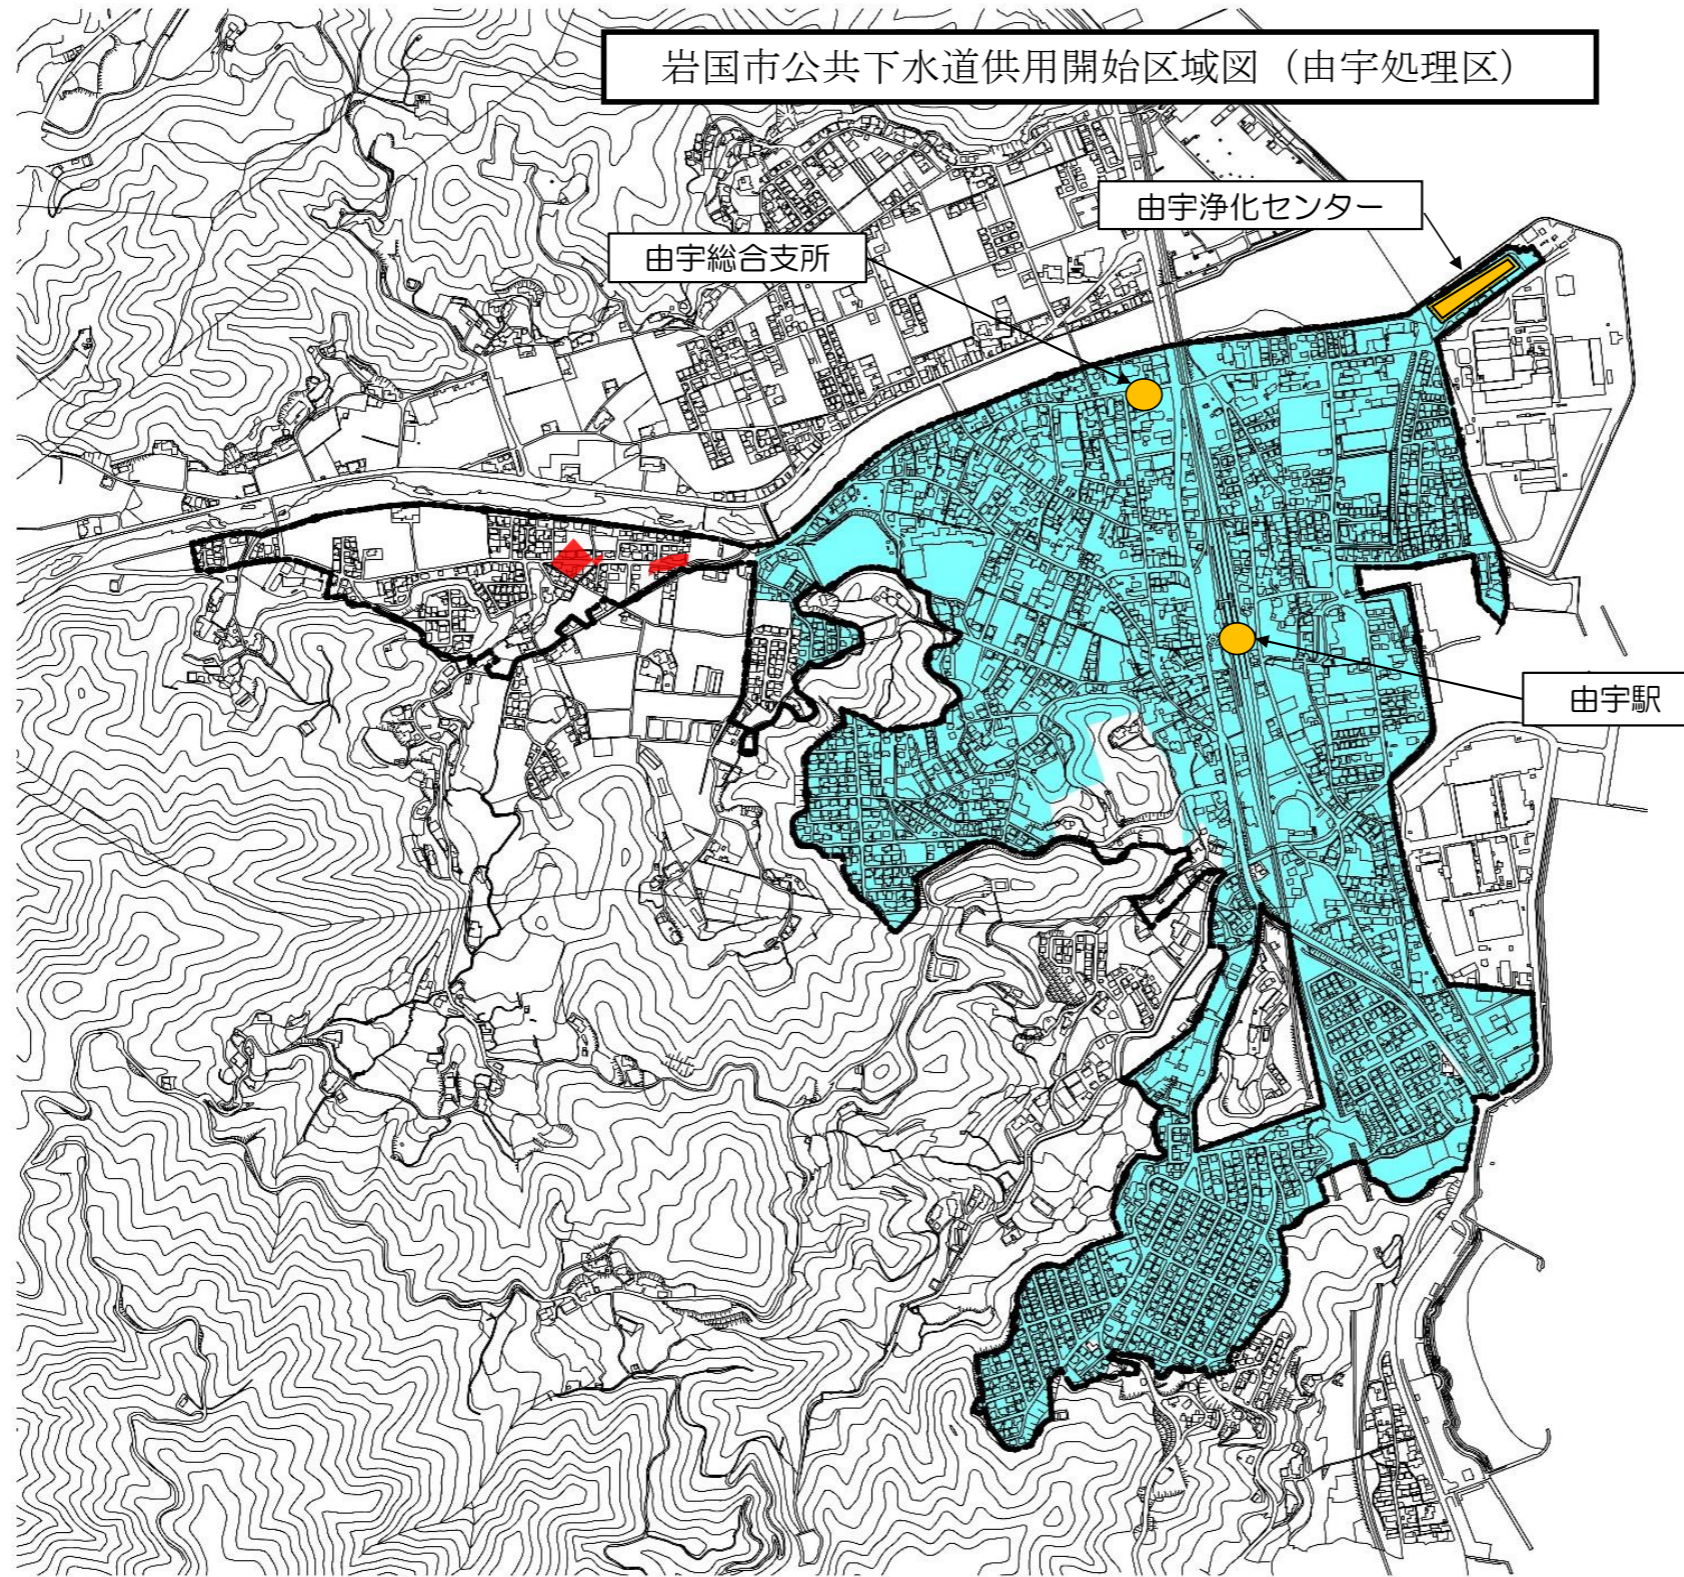 岩国市公共下水道供用開始区域図（由宇処理区）
由宇浄化センター
由宇総合支所
由宇駅